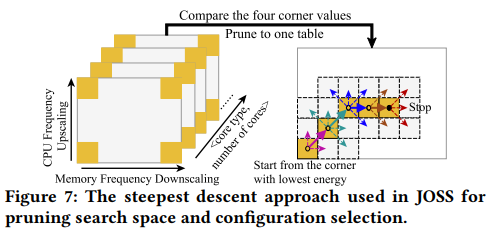 Compare the four corner values
Prune to one table
CPU Frequency
Upscaling
......
<core type,
number of cores>
Memory Frequency Downscaling
Stop
Start from the corner
with lowest energy
Figure 7: The steepest descent approach used in JOSS for
pruning search space and configuration selection.